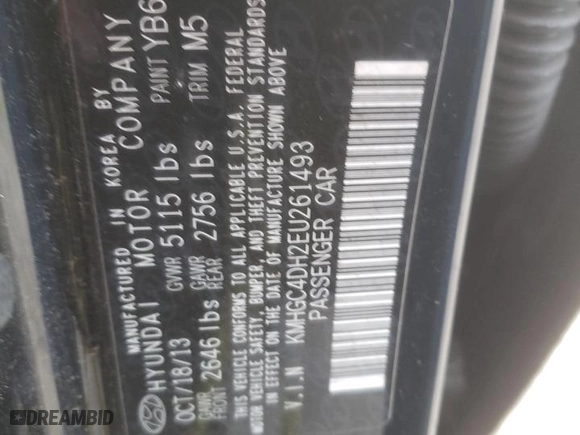 MANUFACTURED IN KOREA BY
HYUNDAI MOTOR COMPANY
OCT/18/13 GVWR 5115 lbs PAINT YB6
GAWR FRONT 2646 lbs GAWR REAR 2756 lbs TRIM M5
THIS VEHICLE CONFORMS TO ALL APPLICABLE U.S.A. FEDERAL
MOTOR VEHICLE SAFETY, BUMPER, AND THEFT PREVENTION STANDARDS
IN EFFECT ON THE DATE OF MANUFACTURE SHOWN ABOVE
V.I.N KMHGC4DH2EU261493
PASSENGER CAR
DREAMBID